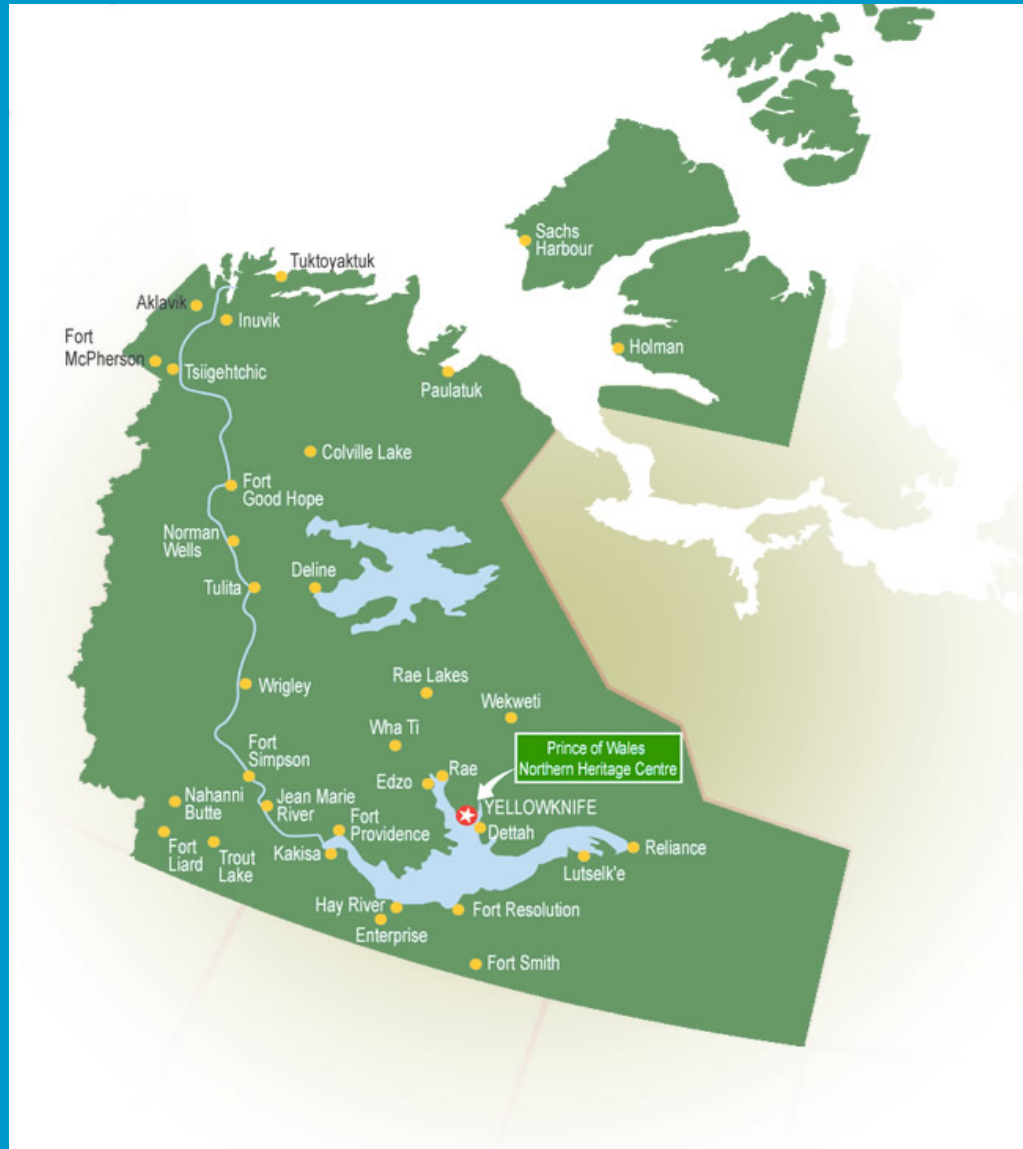 Sachs
Harbour
Tuktoyaktuk
Aklavik
Inuvik
Fort
McPherson
Tsiigehtchic
Holman
Paulatuk
Colville Lake
Fort
Good Hope
Norman
Wells
Deline
Tulita
Wrigley
Rae Lakes
Wekweti
Wha Ti
Prince of Wales
Northern Heritage Centre
Fort
Simpson
Rae
Edzo
Nahanni
Butte
Jean Marie
River
Fort
Providence
YELLOWKNIFE
Dettah
Fort
Liard
Trout
Lake
Kakisa
Reliance
Lutselk'e
Hay River
Fort Resolution
Enterprise
Fort Smith